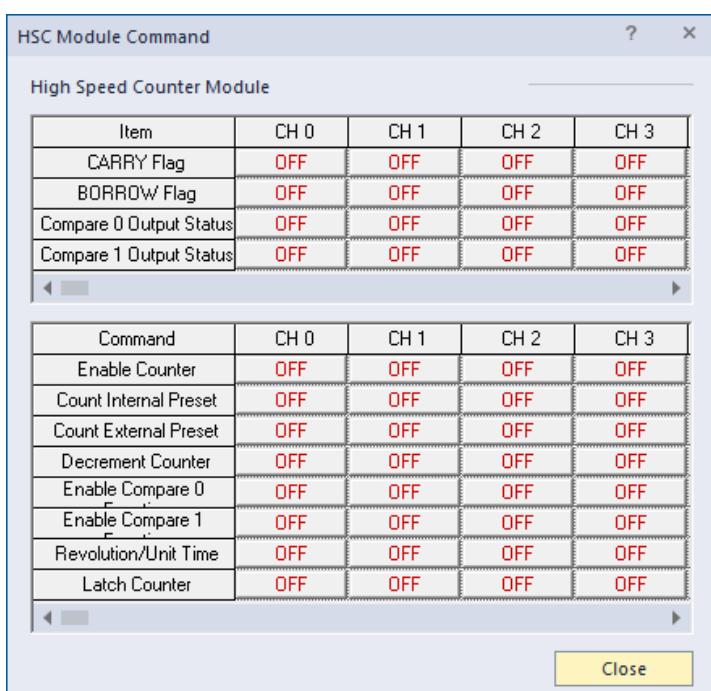 HSC Module Command ? ×
High Speed Counter Module
Item CH 0 CH 1 CH 2 CH 3
CARRY Flag OFF OFF OFF OFF
BORROW Flag OFF OFF OFF OFF
Compare 0 Output Status OFF OFF OFF OFF
Compare 1 Output Status OFF OFF OFF OFF
Command CH 0 CH 1 CH 2 CH 3
Enable Counter OFF OFF OFF OFF
Count Internal Preset OFF OFF OFF OFF
Count External Preset OFF OFF OFF OFF
Decrement Counter OFF OFF OFF OFF
Enable Compare 0 OFF OFF OFF OFF
Enable Compare 1 OFF OFF OFF OFF
Revolution/Unit Time OFF OFF OFF OFF
Latch Counter OFF OFF OFF OFF
Close